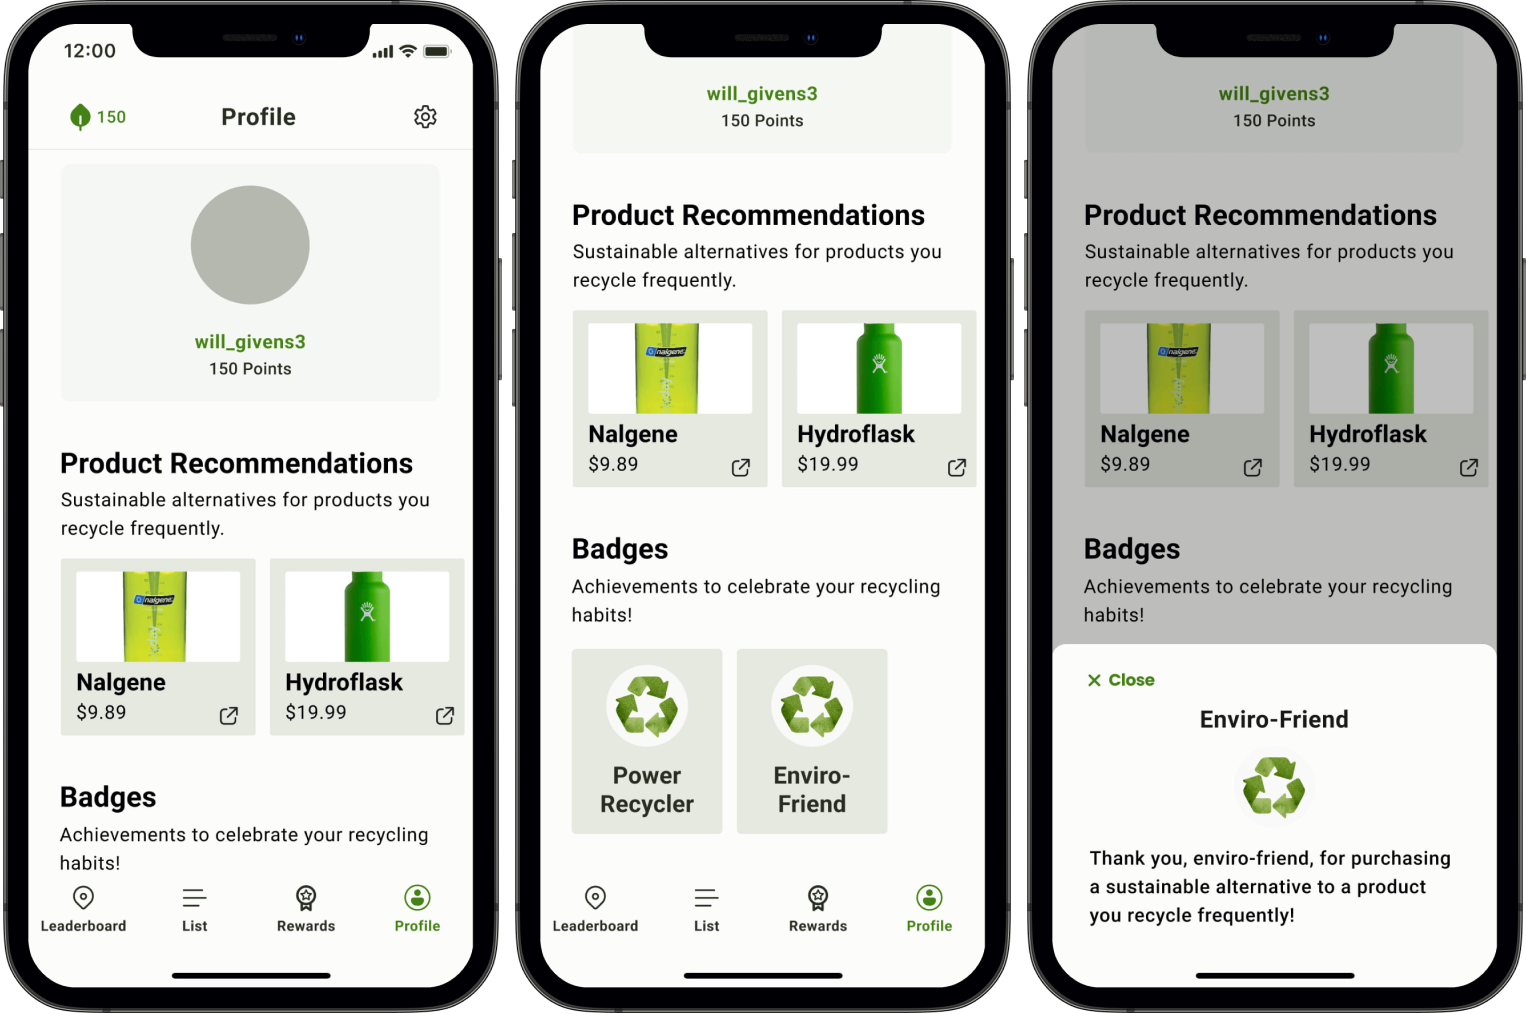 12:00
150
Profile
will_givens3
150 Points
Product Recommendations
Sustainable alternatives for products you
recycle frequently.
nalgene
Nalgene
$9.89
Hydroflask
$19.99
Badges
Achievements to celebrate your recycling
habits!
Leaderboard
List
Rewards
Profile
will_givens3
150 Points
Product Recommendations
Sustainable alternatives for products you
recycle frequently.
nalgene
Nalgene
$9.89
Hydroflask
$19.99
Badges
Achievements to celebrate your recycling
habits!
Power
Recycler
Enviro-
Friend
Leaderboard
List
Rewards
Profile
will_givens3
150 Points
Product Recommendations
Sustainable alternatives for products you
recycle frequently.
nalgene
Nalgene
$9.89
Hydroflask
$19.99
Badges
Achievements to celebrate your recycling
habits!
Close
Enviro-Friend
Thank you, enviro-friend, for purchasing
a sustainable alternative to a product
you recycle frequently!